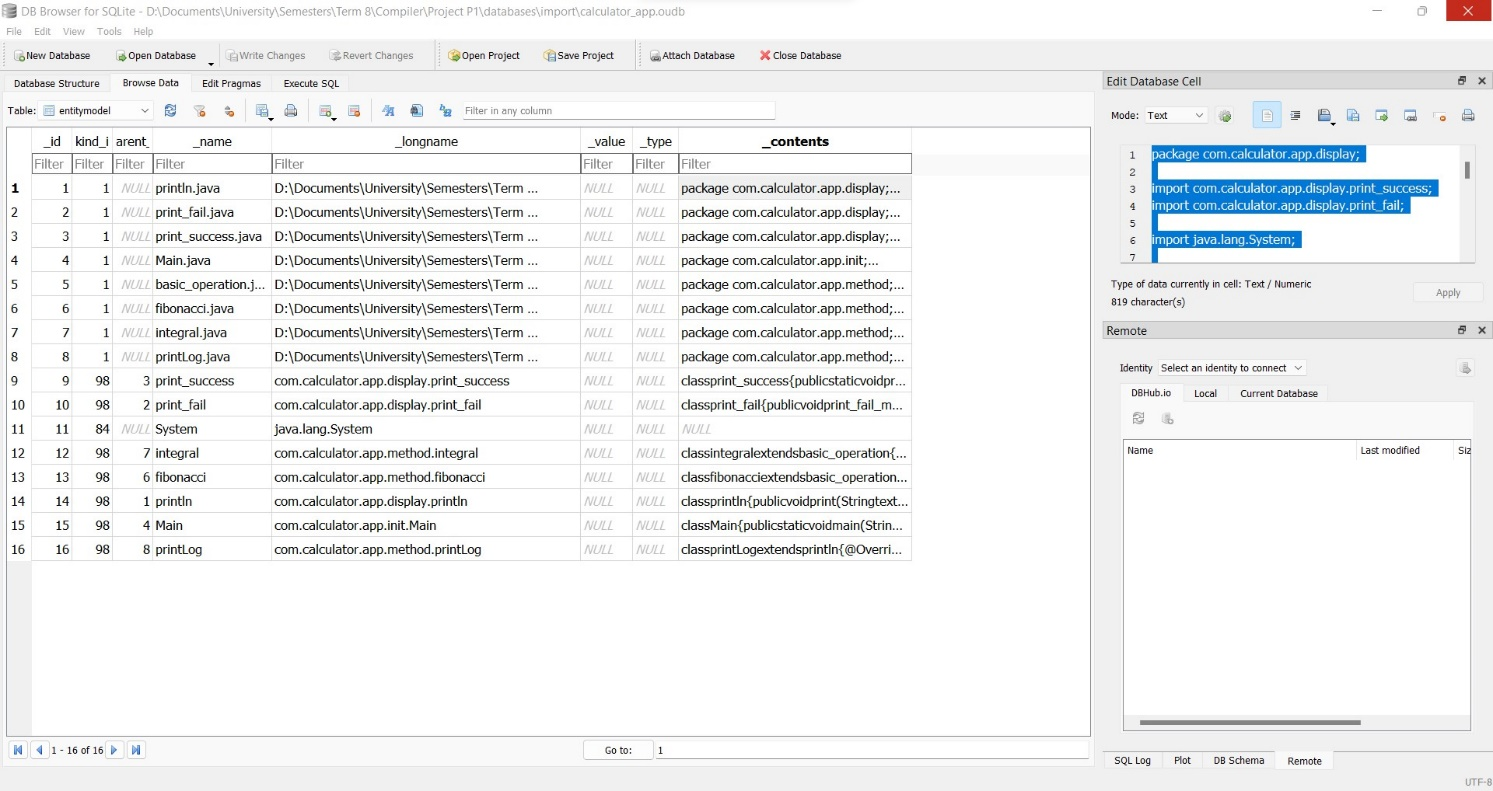 DB Browser for SQLite - D:\Documents\University\Semesters\Term 8\Compiler\Project P1\databases\import\calculator_app.oudb
File Edit View Tools Help
New Database Open Database Write Changes Revert Changes Open Project Save Project Attach Database Close Database
Database Structure Browse Data Edit Pragmas Execute SQL
Table: entitymodel Filter in any column
_id kind_i arent_ _name _longname _value _type _contents
Filter Filter Filter Filter Filter Filter Filter Filter
1 1 1 NULL println.java D:\Documents\University\Semesters\Term ... NULL NULL package com.calculator.app.display;...
2 2 1 NULL print_fail.java D:\Documents\University\Semesters\Term ... NULL NULL package com.calculator.app.display;...
3 3 1 NULL print_success.java D:\Documents\University\Semesters\Term ... NULL NULL package com.calculator.app.display;...
4 4 1 NULL Main.java D:\Documents\University\Semesters\Term ... NULL NULL package com.calculator.app.init;...
5 5 1 NULL basic_operation.j... D:\Documents\University\Semesters\Term ... NULL NULL package com.calculator.app.method;...
6 6 1 NULL fibonacci.java D:\Documents\University\Semesters\Term ... NULL NULL package com.calculator.app.method;...
7 7 1 NULL integral.java D:\Documents\University\Semesters\Term ... NULL NULL package com.calculator.app.method;...
8 8 1 NULL printLog.java D:\Documents\University\Semesters\Term ... NULL NULL package com.calculator.app.method;...
9 9 98 3 print_success com.calculator.app.display.print_success NULL NULL classprint_success{publicstaticvoidpr...
10 10 98 2 print_fail com.calculator.app.display.print_fail NULL NULL classprint_fail{publicvoidprint_fail_m...
11 11 84 NULL System java.lang.System NULL NULL NULL
12 12 98 7 integral com.calculator.app.method.integral NULL NULL classintegralextendsbasic_operation{...
13 13 98 6 fibonacci com.calculator.app.method.fibonacci NULL NULL classfibonacciextendsbasic_operation...
14 14 98 1 println com.calculator.app.display.println NULL NULL classprintln{publicvoidprint(Stringtext...
15 15 98 4 Main com.calculator.app.init.Main NULL NULL classMain{publicstaticvoidmain(Strin...
16 16 98 8 printLog com.calculator.app.method.printLog NULL NULL classprintLogextendsprintln{@Overri...
1 - 16 of 16 Go to: 1
Edit Database Cell
Mode: Text
1 package com.calculator.app.display;
2
3 import com.calculator.app.display.print_success;
4 import com.calculator.app.display.print_fail;
5
6 import java.lang.System;
7
Type of data currently in cell: Text / Numeric
819 character(s)
Apply
Remote
Identity Select an identity to connect
DBHub.io Local Current Database
Name Last modified Siz
SQL Log Plot DB Schema Remote
UTF-8